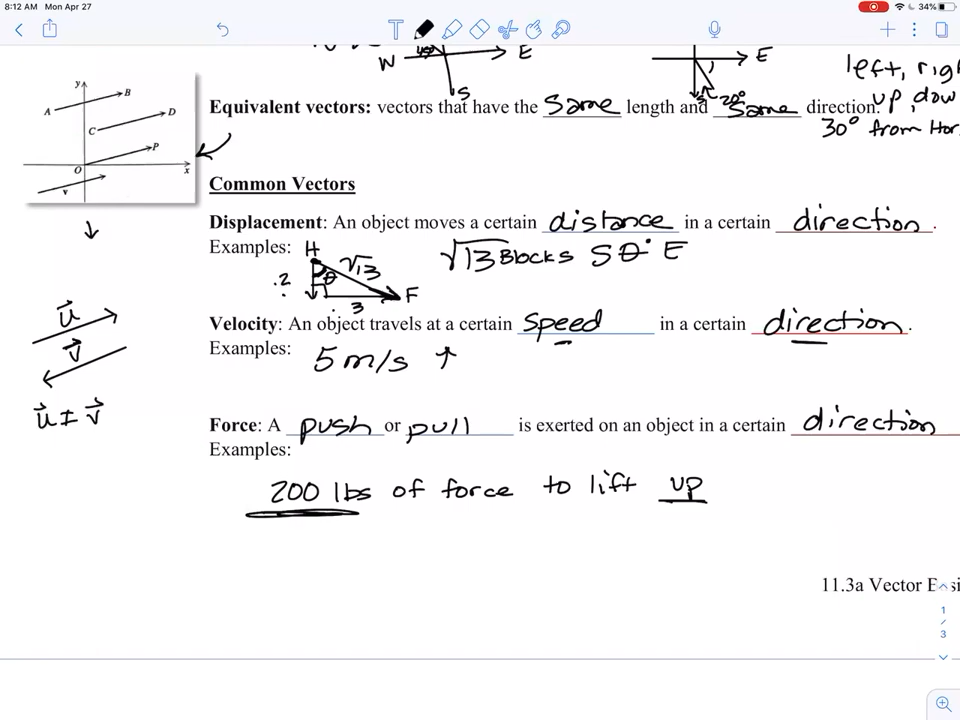 8:12 AM Mon Apr 27
34%
W E
S
E
20°
left, rig
up, dow
30° from Hor
y
A B
C D
O P
x
v
Equivalent vectors: vectors that have the same length and same direction.
Common Vectors
Displacement: An object moves a certain distance in a certain direction.
Examples: H √13 Blocks S θ° E
.2 θ √13
F
3
Velocity: An object travels at a certain speed in a certain direction.
Examples: 5 m/s ↑
u⃗
v⃗
Force: A push or pull is exerted on an object in a certain direction
Examples:
200 lbs of force to lift up
11.3a Vector B
1
/
3